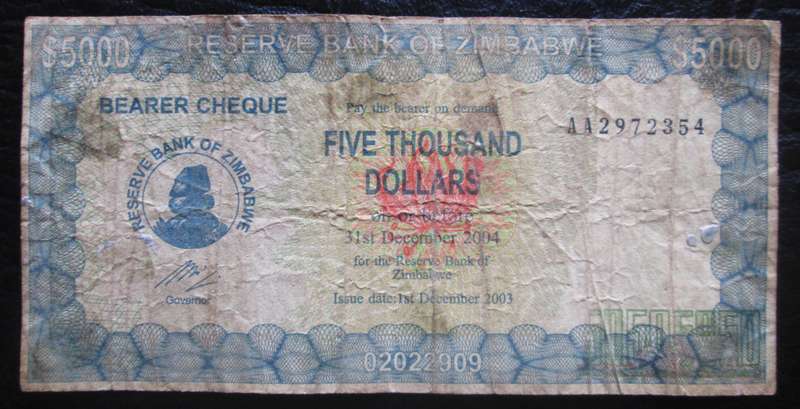 $5000 RESERVE BANK OF ZIMBABWE $5000
BEARER CHEQUE
Pay the bearer on demand
AA2972354
FIVE THOUSAND
DOLLARS
RESERVE BANK OF ZIMBABWE
on or before
31st December 2004
for the Reserve Bank of
Zimbabwe
Governor
Issue date:1st December 2003
02022909